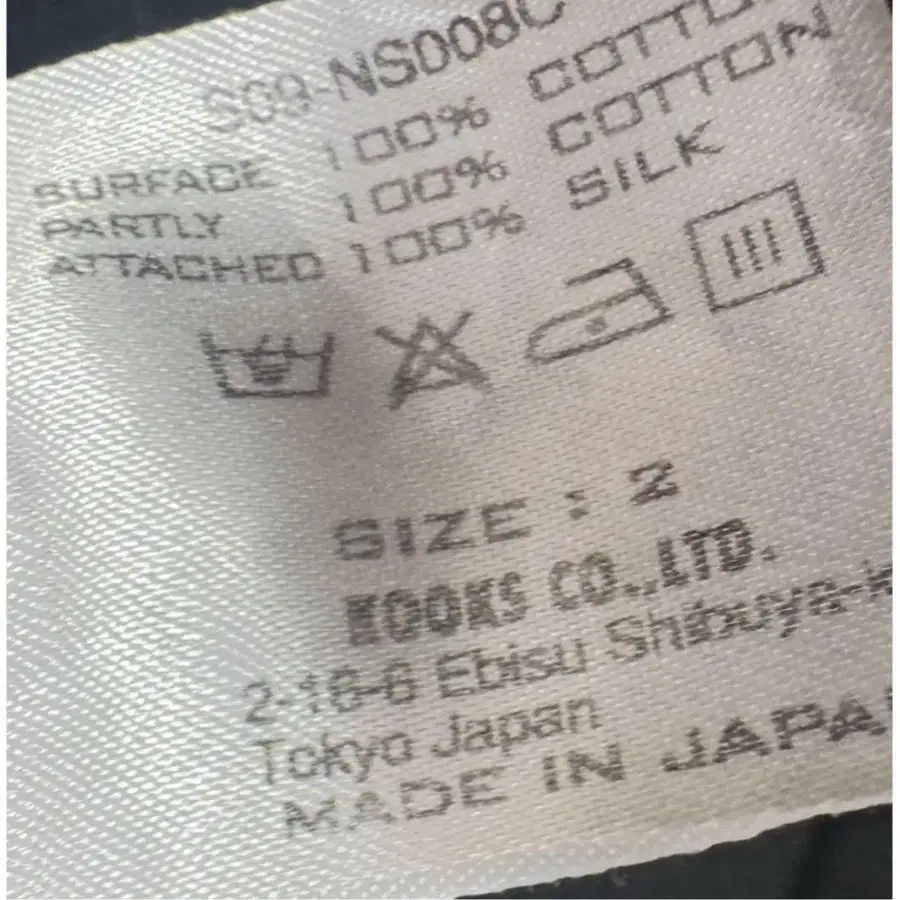 S09-NS008C
SURFACE 100% COTTON
PARTLY 100% COTTON
ATTACHED 100% SILK
SIZE : 2
CO.,LTD.
2-16-6 Ebisu Shibuya-k
Tokyo Japan
MADE IN JAPA